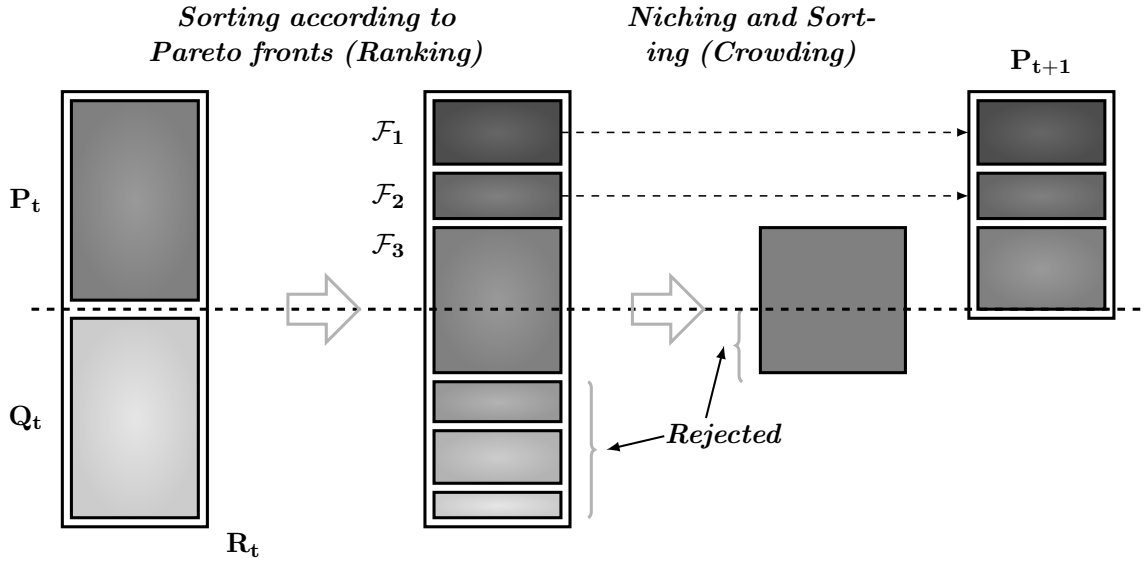 Sorting according to
Pareto fronts (Ranking)
Niching and Sort-
ing (Crowding)
P_{t+1}
ℱ_1
P_t
ℱ_2
ℱ_3
Q_t
Rejected
R_t